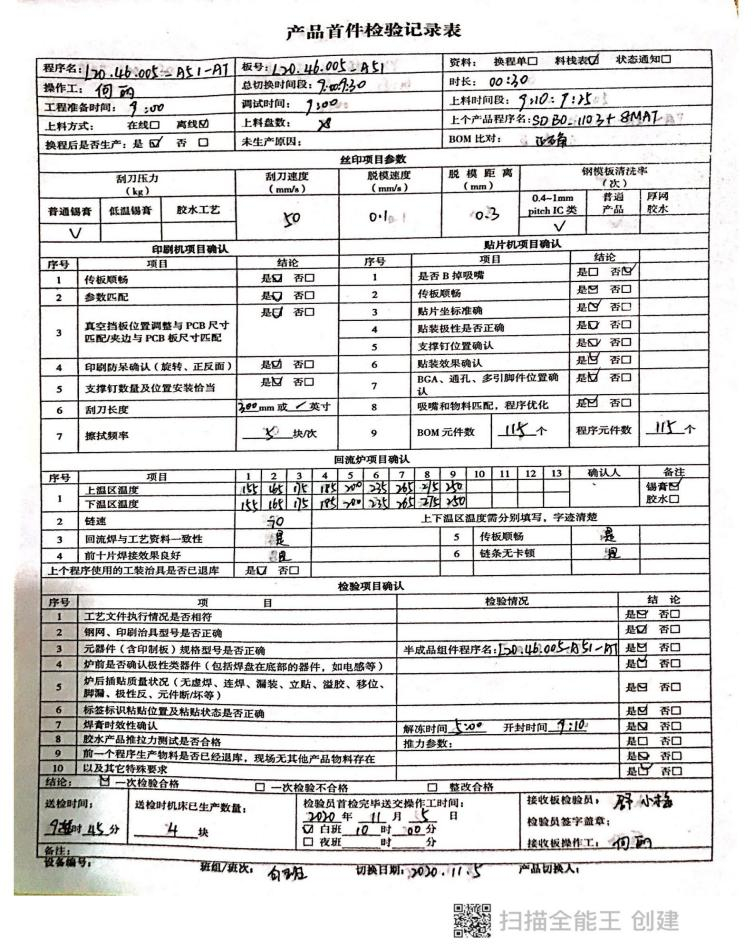 产品首件检验记录表
程序名: L20.46.005-A51-AT 板号: L20.46.005-A51 资料: 换程单□ 料栈表☑ 状态通知□
操作工: 何丽 总切换时间段: 9:00-9:30 时长: 00:30
工程准备时间: 9:00 调试时间: 9:00 上料时间段: 9:10:
上料方式: 在线□ 离线☑ 上料盘数: 上个产品程序名: SDB0-1103+8MAT
换程后是否生产: 是☑ 否□ 未生产原因: BOM 比对:
丝印项目参数
刮刀压力(kg) 刮刀速度(mm/s) 脱模速度(mm/s) 脱模距离(mm) 钢模板清洗率(次)
普通锡膏 低温锡膏 胶水工艺 50 0.1 0.3 0.4~1mm pitch IC 类 普通产品 厚网胶水
✓ ✓
印刷机项目确认 贴片机项目确认
序号 项目 结论 序号 项目 结论
1 传板顺畅 是☑ 否□ 1 是否 B 掉吸嘴 是□ 否☑
2 参数匹配 是☑ 否□ 2 传板顺畅 是☑ 否□
3 真空挡板位置调整与 PCB 尺寸匹配/夹边与 PCB 板尺寸匹配 是☑ 否□ 3 贴片坐标准确 是☑ 否□
4 贴装极性是否正确 是☑ 否□
5 支撑钉位置确认 是☑ 否□
4 印刷防呆确认(旋转、正反面) 是☑ 否□ 6 贴装效果确认 是☑ 否□
5 支撑钉数量及位置安装恰当 是☑ 否□ 7 BGA、通孔、多引脚件位置确认 是☑ 否□
6 刮刀长度 300mm 或 / 英寸 8 吸嘴和物料匹配,程序优化 是☑ 否□
7 擦拭频率 5 块/次 9 BOM 元件数 115 个 程序元件数 115 个
回流炉项目确认
序号 项目 1 2 3 4 5 6 7 8 9 10 11 12 13 确认人 备注
1 上温区温度 155 165 175 185 200 235 265 275 250 锡膏☑
下温区温度 155 165 175 185 200 235 265 275 250 胶水□
2 链速 90 上下温区温度需分别填写,字迹清楚
3 回流焊与工艺资料一致性 是 5 传板顺畅 是
4 前十片焊接效果良好 是 6 链条无卡顿 是
上个程序使用的工装治具是否已退库 是☑ 否□
检验项目确认
序号 项 目 检验情况 结 论
1 工艺文件执行情况是否相符 是☑ 否□
2 钢网、印刷治具型号是否正确 是☑ 否□
3 元器件(含印制板)规格型号是否正确 半成品组件程序名: L20.46.005-A51-AT 是☑ 否□
4 炉前是否确认极性类器件(包括焊盘在底部的器件,如电感等) 是☑ 否□
5 炉后插贴质量状况(无虚焊、连焊、漏装、立贴、溢胶、移位、脚漏、极性反、元件断/坏等) 是☑ 否□
6 标签标识粘贴位置及粘贴状态是否正确 是☑ 否□
7 焊膏时效性确认 解冻时间 5:00 开封时间 9:10 是☑ 否□
8 胶水产品推拉力测试是否合格 推力参数: 是□ 否□
9 前一个程序生产物料是否已经退库,现场无其他产品物料存在 是☑ 否□
10 以及其它特殊要求 是☑ 否□
结论: ☑ 一次检验合格 □ 一次检验不合格 □ 整改合格
送检时间: 送检时机床已生产数量: 检验员首检完毕送交操作工时间: 接收板检验员: 舒小梅
9时 45 分 4 块 2020 年 11 月 5 日 检验员签字盖章:
☑ 白班 10 时 00 分
□ 夜班 时 分 接收板操作工: 何丽
备注:
设备编号: 班组/班次: 切换日期: 2020.11.5 产品切换人:
扫描全能王 创建